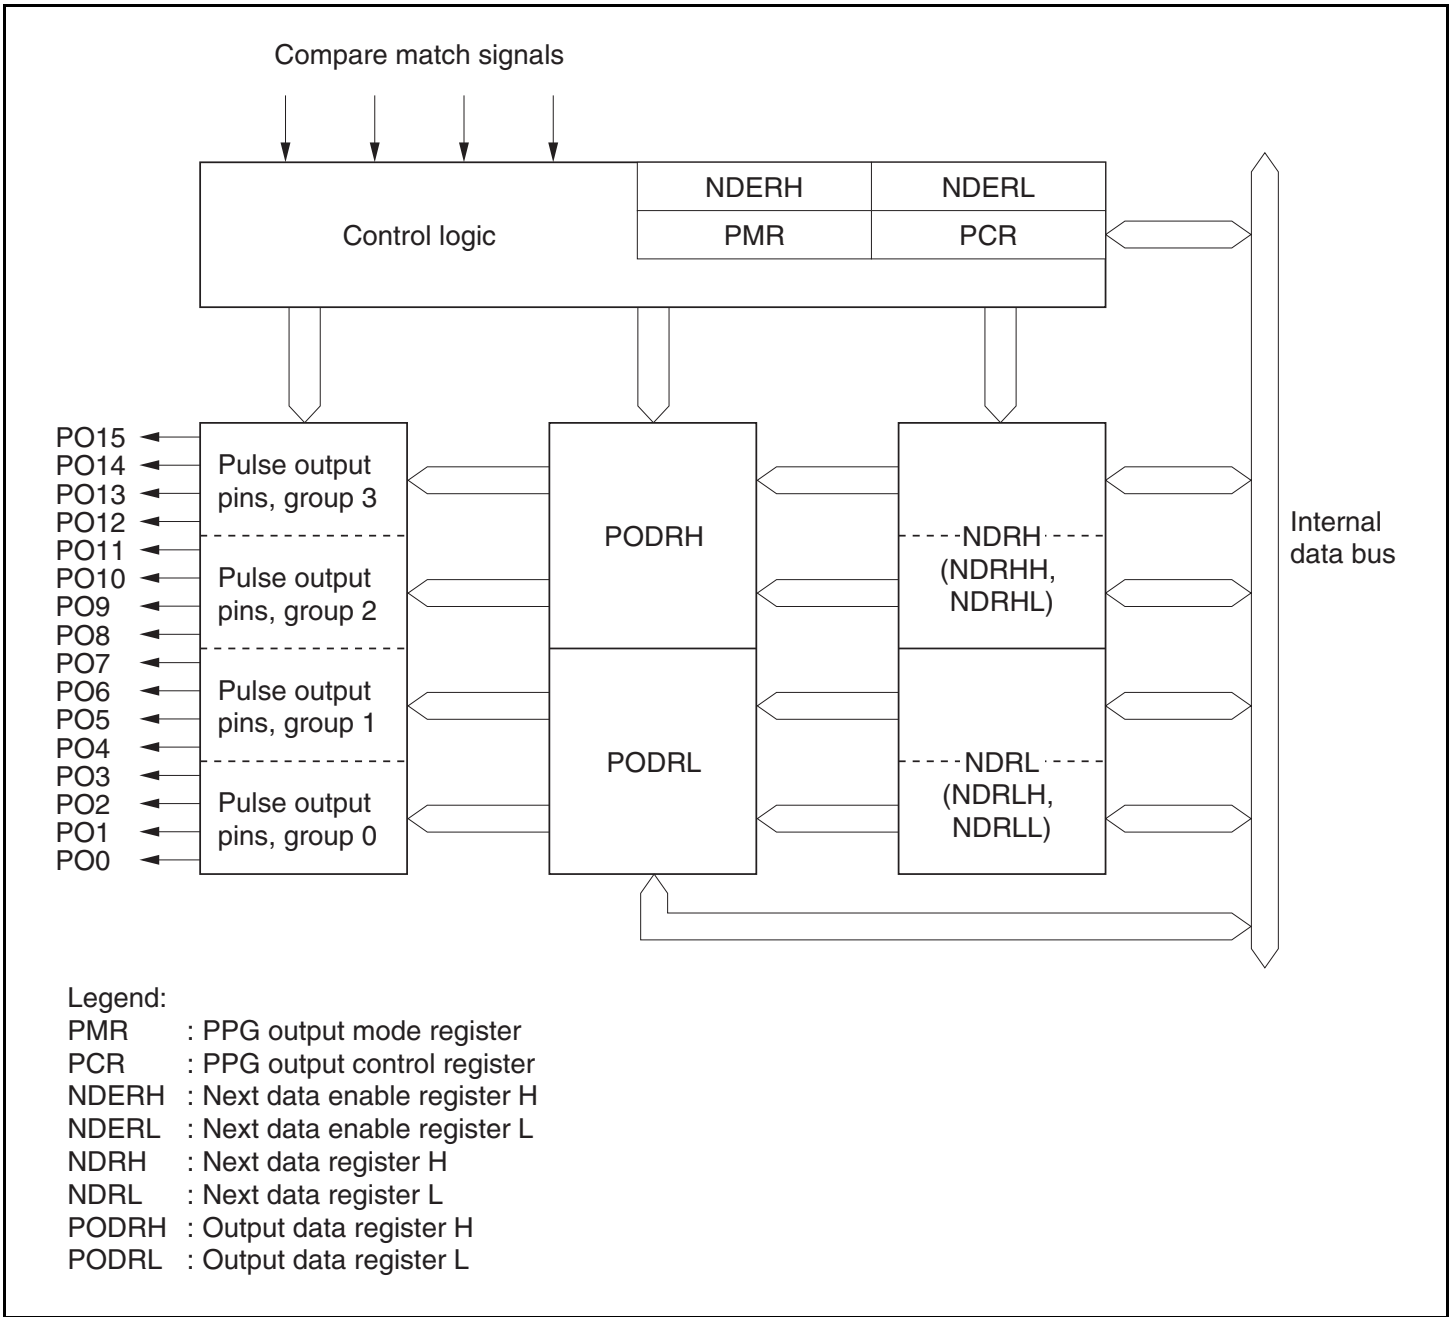 Compare match signals
NDERH
NDERL
Control logic
PMR
PCR
PO15
PO14
PO13
PO12
PO11
PO10
PO9
PO8
PO7
PO6
PO5
PO4
PO3
PO2
PO1
PO0
Pulse output
pins, group 3
Pulse output
pins, group 2
Pulse output
pins, group 1
Pulse output
pins, group 0
PODRH
PODRL
NDRH
(NDRHH,
NDRHL)
NDRL
(NDRLH,
NDRLL)
Internal
data bus
Legend:
PMR : PPG output mode register
PCR : PPG output control register
NDERH : Next data enable register H
NDERL : Next data enable register L
NDRH : Next data register H
NDRL : Next data register L
PODRH : Output data register H
PODRL : Output data register L